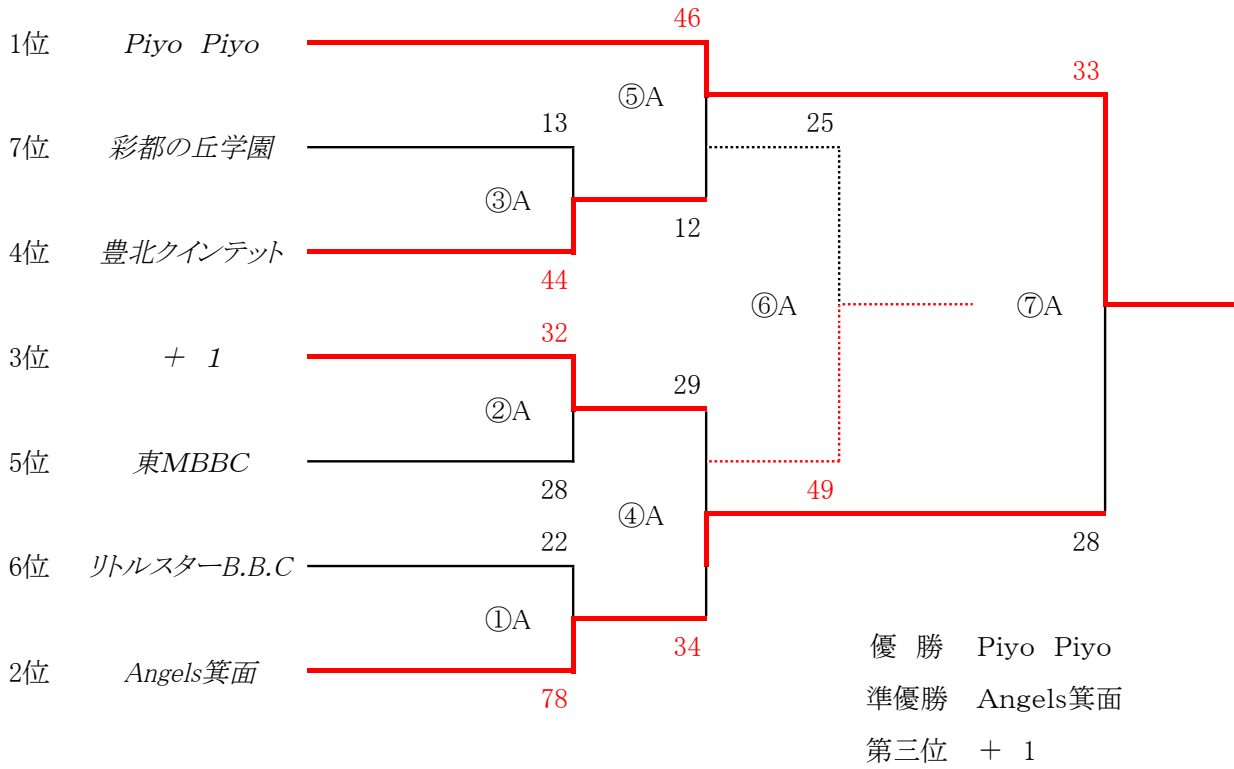 46
1位 Piyo Piyo
33
⑤A
13
25
7位 彩都の丘学園
③A
12
4位 豊北クインテット
44
⑥A
⑦A
32
3位 + 1
29
②A
5位 東MBBC
28
49
④A
22
28
6位 リトルスターB.B.C
①A
34
2位 Angels箕面
78
優 勝 Piyo Piyo
準優勝 Angels箕面
第三位 + 1